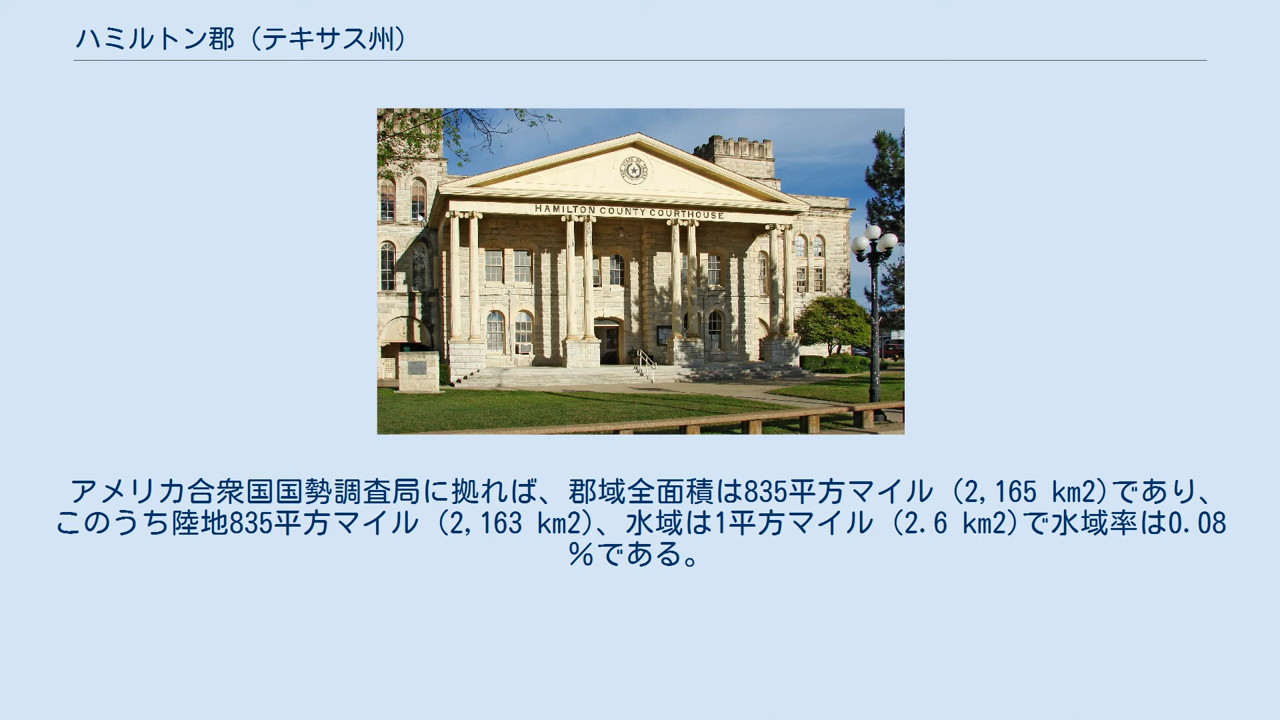 ハミルトン郡 (テキサス州)
HAMILTON COUNTY COURTHOUSE
アメリカ合衆国国勢調査局に拠れば、郡域全面積は835平方マイル (2,165 km2)であり、
このうち陸地835平方マイル (2,163 km2)、水域は1平方マイル (2.6 km2)で水域率は0.08
%である。